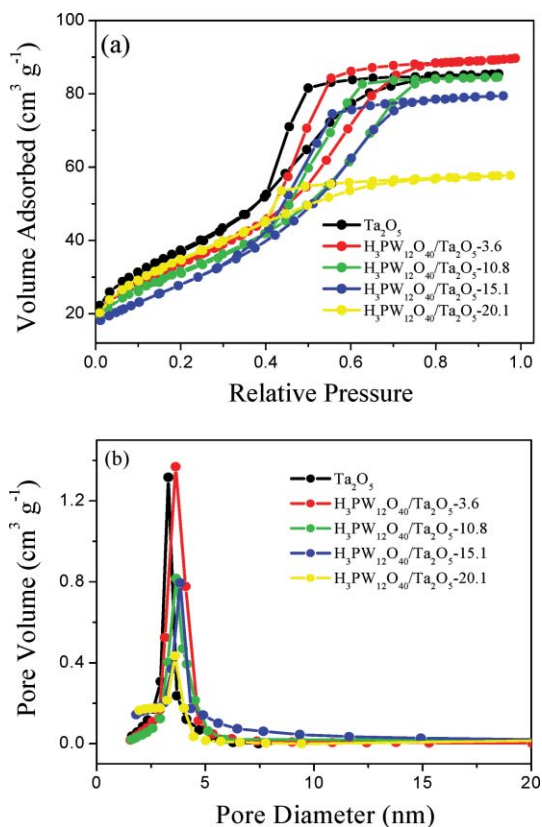 (a)
Volume Adsorbed (cm³ g⁻¹)
100
80
60
40
20
0.0 0.2 0.4 0.6 0.8 1.0
Relative Pressure
Ta₂O₅
H₃PW₁₂O₄₀/Ta₂O₅-3.6
H₃PW₁₂O₄₀/Ta₂O₅-10.8
H₃PW₁₂O₄₀/Ta₂O₅-15.1
H₃PW₁₂O₄₀/Ta₂O₅-20.1
(b)
Pore Volume (cm³ g⁻¹)
1.2
0.8
0.4
0.0
0 5 10 15 20
Pore Diameter (nm)
Ta₂O₅
H₃PW₁₂O₄₀/Ta₂O₅-3.6
H₃PW₁₂O₄₀/Ta₂O₅-10.8
H₃PW₁₂O₄₀/Ta₂O₅-15.1
H₃PW₁₂O₄₀/Ta₂O₅-20.1